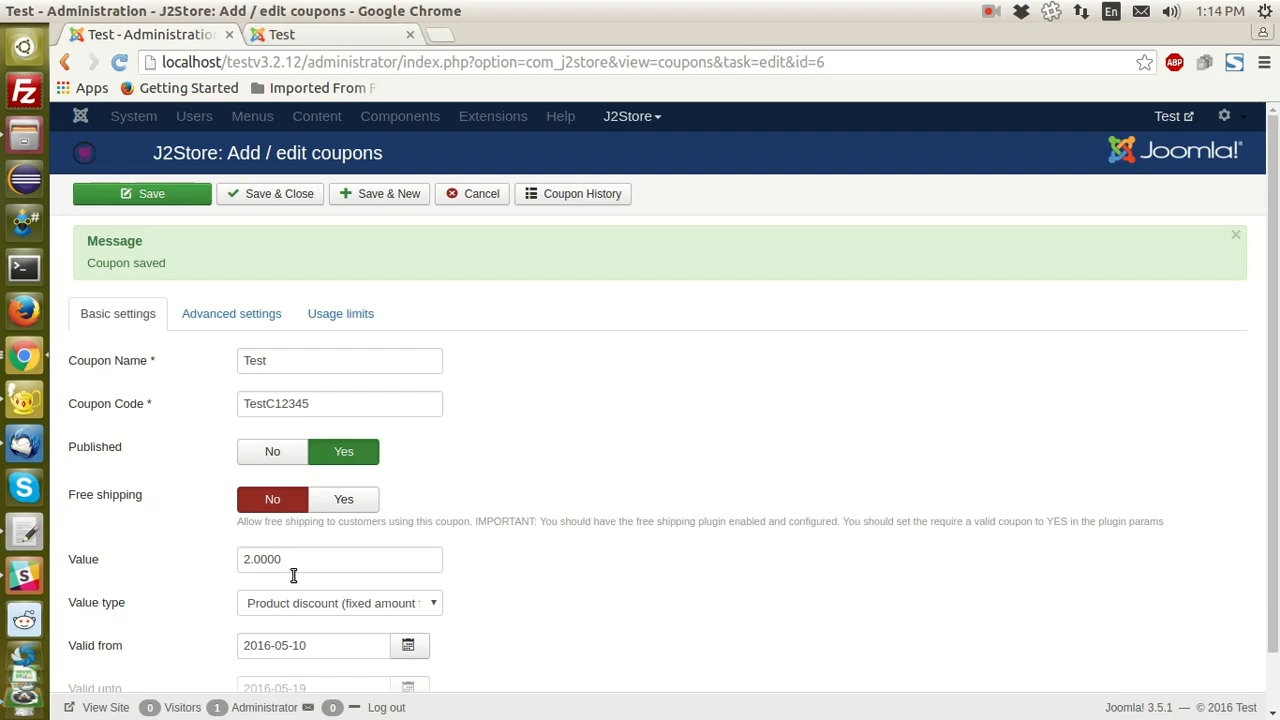 Test - Administration - J2Store: Add / edit coupons - Google Chrome
En 1:14 PM
Test - Administratio Test
localhost/testv3.2.12/administrator/index.php?option=com_j2store&view=coupons&task=edit&id=6 ABP
Apps Getting Started Imported From F
System Users Menus Content Components Extensions Help J2Store Test
J2Store: Add / edit coupons Joomla!
Save Save & Close Save & New Cancel Coupon History
Message
Coupon saved
Basic settings Advanced settings Usage limits
Coupon Name * Test
Coupon Code * TestC12345
Published No Yes
Free shipping No Yes
Allow free shipping to customers using this coupon. IMPORTANT: You should have the free shipping plugin enabled and configured. You should set the require a valid coupon to YES in the plugin params
Value 2.0000
Value type Product discount (fixed amount
Valid from 2016-05-10
Valid upto 2016-05-19
View Site 0 Visitors 1 Administrator 0 Log out Joomla! 3.5.1 — © 2016 Test